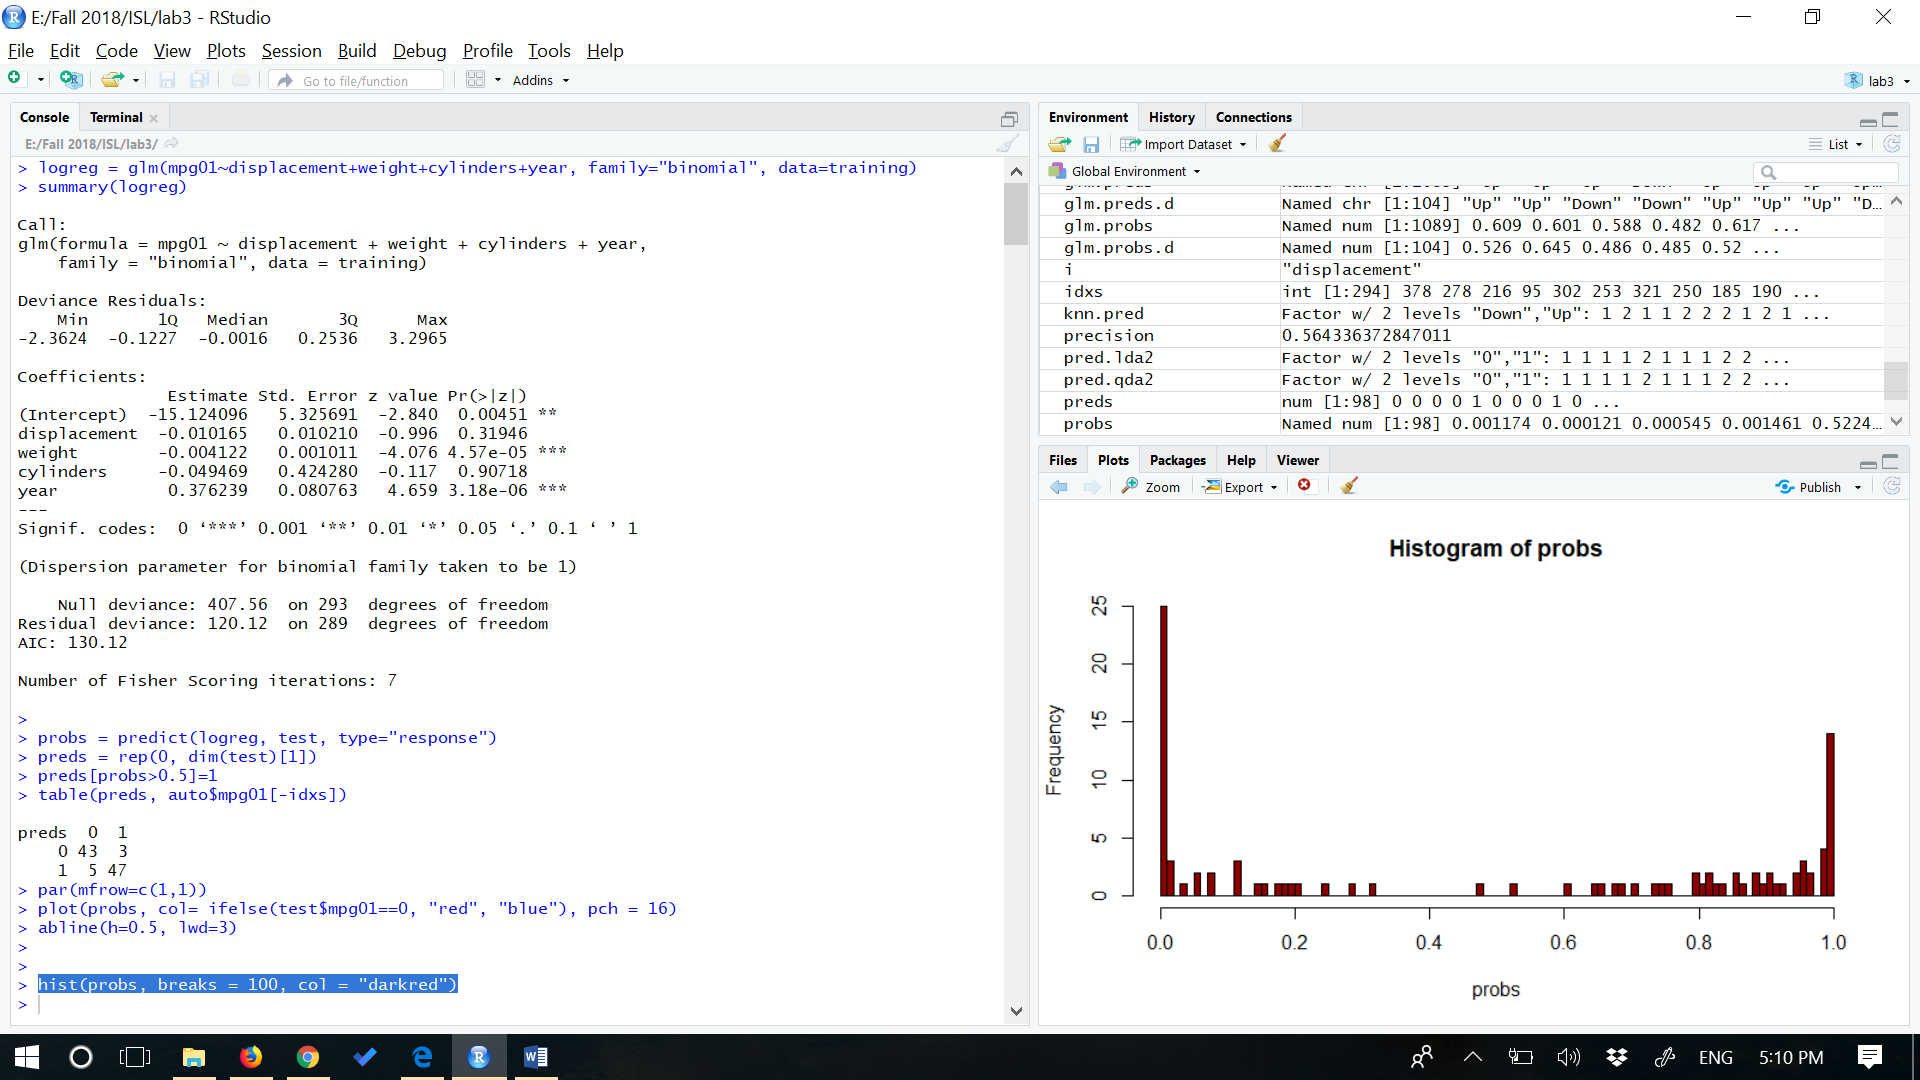 E:/Fall 2018/ISL/lab3 - RStudio
File Edit Code View Plots Session Build Debug Profile Tools Help
Go to file/function Addins lab3
Console Terminal
E:/Fall 2018/ISL/lab3/
> logreg = glm(mpg01~displacement+weight+cylinders+year, family="binomial", data=training)
> summary(logreg)
Call:
glm(formula = mpg01 ~ displacement + weight + cylinders + year,
    family = "binomial", data = training)
Deviance Residuals:
    Min       1Q   Median       3Q      Max
-2.3624  -0.1227  -0.0016   0.2536   3.2965
Coefficients:
               Estimate Std. Error z value Pr(>|z|)
(Intercept)  -15.124096   5.325691  -2.840  0.00451 **
displacement  -0.010165   0.010210  -0.996  0.31946
weight        -0.004122   0.001011  -4.076 4.57e-05 ***
cylinders     -0.049469   0.424280  -0.117  0.90718
year           0.376239   0.080763   4.659 3.18e-06 ***
---
Signif. codes:  0 ‘***’ 0.001 ‘**’ 0.01 ‘*’ 0.05 ‘.’ 0.1 ‘ ’ 1
(Dispersion parameter for binomial family taken to be 1)
    Null deviance: 407.56  on 293  degrees of freedom
Residual deviance: 120.12  on 289  degrees of freedom
AIC: 130.12
Number of Fisher Scoring iterations: 7
>
> probs = predict(logreg, test, type="response")
> preds = rep(0, dim(test)[1])
> preds[probs>0.5]=1
> table(preds, auto$mpg01[-idxs])
preds  0  1
    0 43  3
    1  5 47
> par(mfrow=c(1,1))
> plot(probs, col= ifelse(test$mpg01==0, "red", "blue"), pch = 16)
> abline(h=0.5, lwd=3)
>
>
> hist(probs, breaks = 100, col = "darkred")
>
Environment History Connections
Import Dataset List
Global Environment
glm.preds.d Named chr [1:104] "Up" "Up" "Down" "Down" "Up" "Up" "Up" "D…
glm.probs Named num [1:1089] 0.609 0.601 0.588 0.482 0.617 ...
glm.probs.d Named num [1:104] 0.526 0.645 0.486 0.485 0.52 ...
i "displacement"
idxs int [1:294] 378 278 216 95 302 253 321 250 185 190 ...
knn.pred Factor w/ 2 levels "Down","Up": 1 2 1 1 2 2 2 1 2 1 ...
precision 0.564336372847011
pred.lda2 Factor w/ 2 levels "0","1": 1 1 1 1 2 1 1 1 2 2 ...
pred.qda2 Factor w/ 2 levels "0","1": 1 1 1 1 2 1 1 1 2 2 ...
preds num [1:98] 0 0 0 0 1 0 0 0 1 0 ...
probs Named num [1:98] 0.001174 0.000121 0.000545 0.001461 0.5224…
Files Plots Packages Help Viewer
Zoom Export Publish
Histogram of probs
Frequency
25
20
15
10
5
0
0.0 0.2 0.4 0.6 0.8 1.0
probs
ENG 5:10 PM